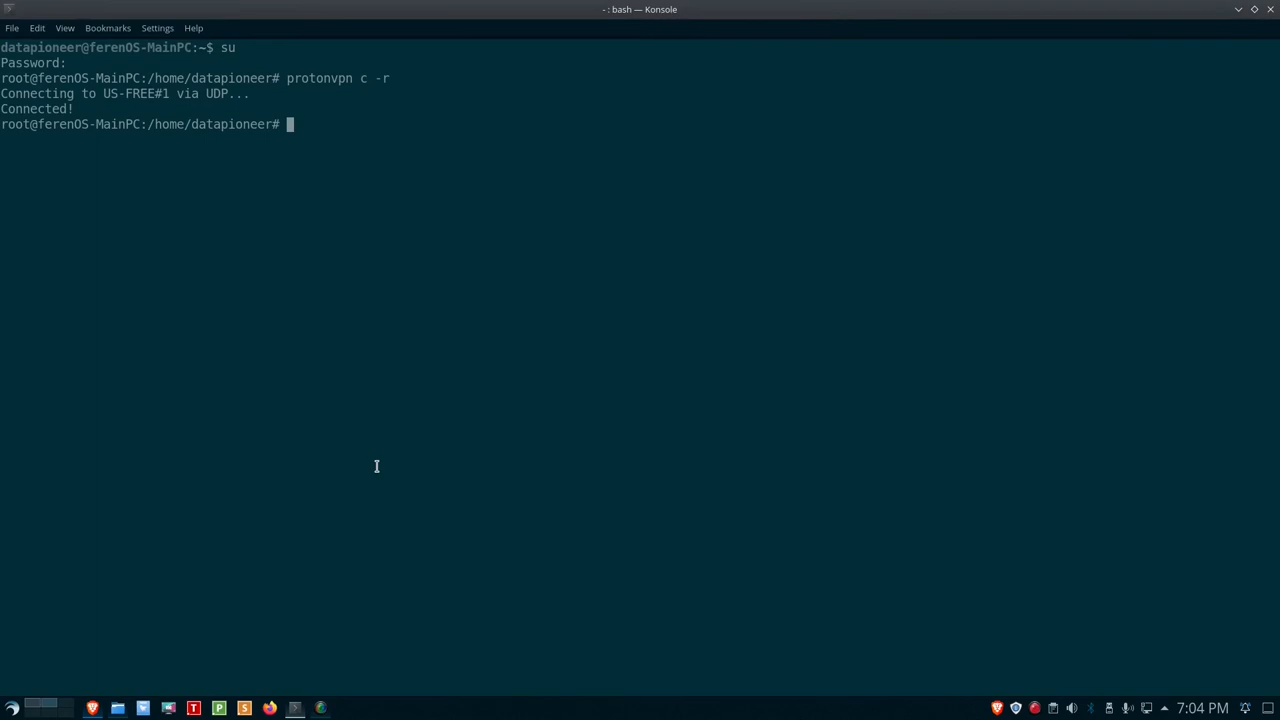 - : bash — Konsole
File Edit View Bookmarks Settings Help
datapioneer@ferenOS-MainPC:~$ su
Password:
root@ferenOS-MainPC:/home/datapioneer# protonvpn c -r
Connecting to US-FREE#1 via UDP...
Connected!
root@ferenOS-MainPC:/home/datapioneer#
T P S 7:04 PM